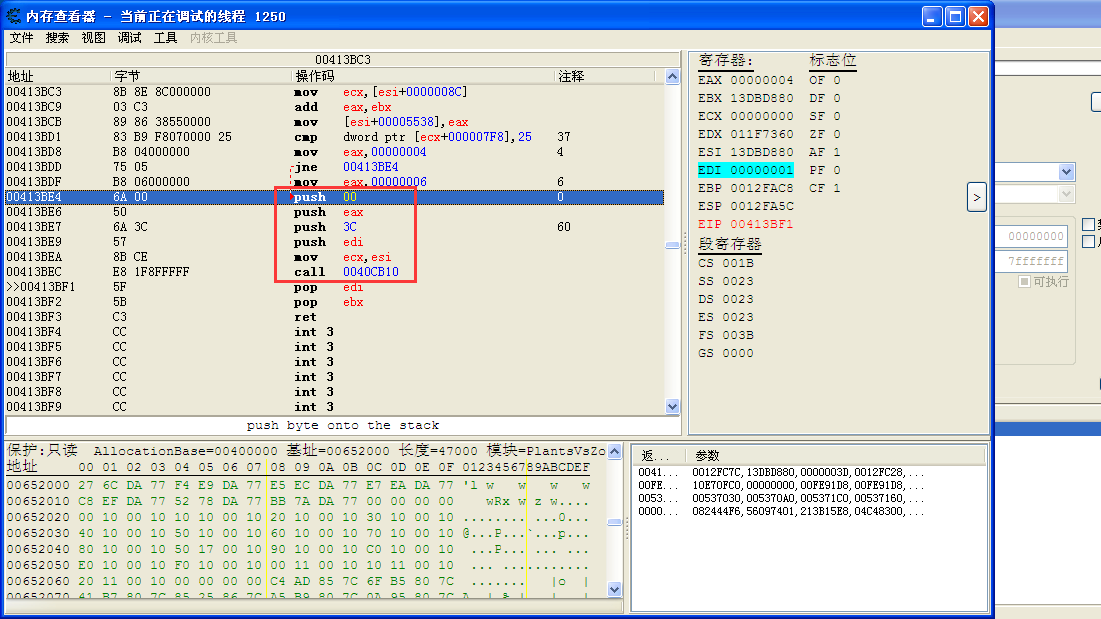 内存查看器 - 当前正在调试的线程 1250
文件 搜索 视图 调试 工具 内核工具
00413BC3
地址 字节 操作码 注释
00413BC3 8B 8E 8C000000 mov ecx,[esi+0000008C]
00413BC9 03 C3 add eax,ebx
00413BCB 89 86 38550000 mov [esi+00005538],eax
00413BD1 83 B9 F8070000 25 cmp dword ptr [ecx+000007F8],25 37
00413BD8 B8 04000000 mov eax,00000004 4
00413BDD 75 05 jne 00413BE4
00413BDF B8 06000000 mov eax,00000006 6
00413BE4 6A 00 push 00 0
00413BE6 50 push eax
00413BE7 6A 3C push 3C 60
00413BE9 57 push edi
00413BEA 8B CE mov ecx,esi
00413BEC E8 1F8FFFFF call 0040CB10
>>00413BF1 5F pop edi
00413BF2 5B pop ebx
00413BF3 C3 ret
00413BF4 CC int 3
00413BF5 CC int 3
00413BF6 CC int 3
00413BF7 CC int 3
00413BF8 CC int 3
00413BF9 CC int 3
push byte onto the stack
寄存器: 标志位
EAX 00000004 OF 0
EBX 13DBD880 DF 0
ECX 00000000 SF 0
EDX 011F7360 ZF 0
ESI 13DBD880 AF 1
EDI 00000001 PF 0
EBP 0012FAC8 CF 1
ESP 0012FA5C
EIP 00413BF1
段寄存器
CS 001B
SS 0023
DS 0023
ES 0023
FS 003B
GS 0000
>
00000000
7fffffff
可执行
保护:只读 AllocationBase=00400000 基址=00652000 长度=47000 模块=PlantsVsZo
地址 00 01 02 03 04 05 06 07 08 09 0A 0B 0C 0D 0E 0F 0123456789ABCDEF
00652000 27 6C DA 77 F4 E9 DA 77 E5 EC DA 77 E7 EA DA 77 'l w w w w
00652010 C8 EF DA 77 52 78 DA 77 BB 7A DA 77 00 00 00 00 wRx w z w....
00652020 00 10 00 10 10 10 00 10 20 10 00 10 30 10 00 10 ........ ...0...
00652030 40 10 00 10 50 10 00 10 60 10 00 10 70 10 00 10 @...P...`...p...
00652040 80 10 00 10 50 17 00 10 90 10 00 10 C0 10 00 10 ...P... ... ...
00652050 E0 10 00 10 F0 10 00 10 00 11 00 10 10 11 00 10
00652060 20 11 00 10 00 00 00 00 C4 AD 85 7C 6F B5 80 7C
返... 参数
0041... 0012FC7C,13DBD880,0000003D,0012FC28,...
00FE... 10E70FC0,00000000,00FE91D8,00FE91D8,...
0053... 00537030,005370A0,005371C0,00537160,...
0000... 082444F6,56097401,213B15E8,04C48300,...